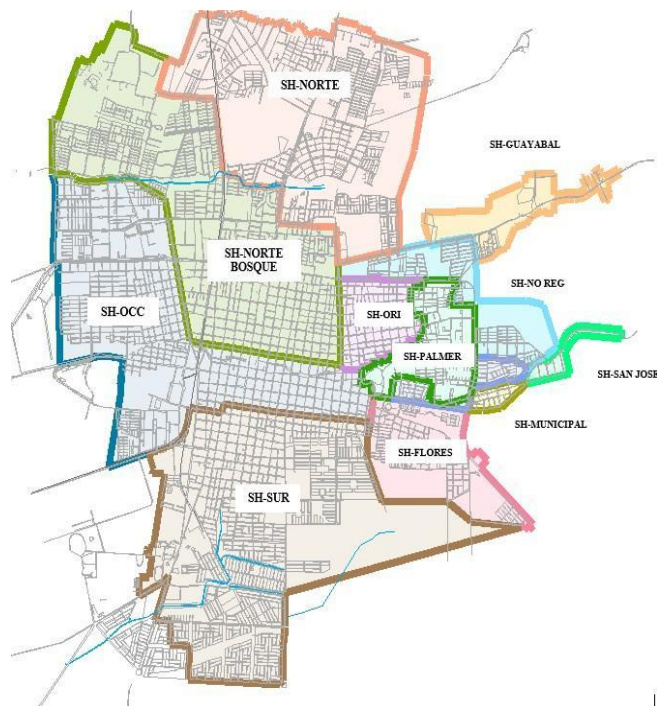 SH-NORTE
SH-GUAYABAL
SH-NORTE
BOSQUE
SH-NO REG
SH-OCC
SH-ORI
SH-PALMER
SH-SAN JOSE
SH-MUNICIPAL
SH-FLORES
SH-SUR